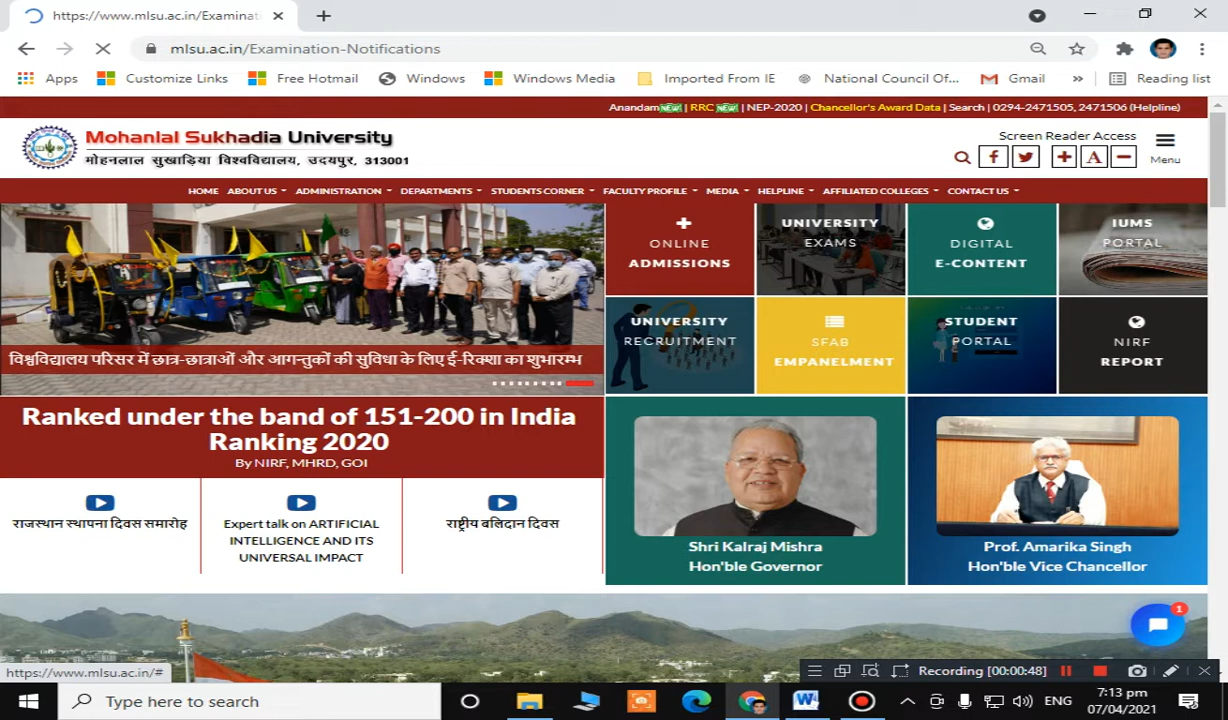 https://www.mlsu.ac.in/Examinat
mlsu.ac.in/Examination-Notifications
Apps
Customize Links
Free Hotmail
Windows
Windows Media
Imported From IE
National Council Of...
Gmail
»
Reading list
Anandam NEW | RRC NEW | NEP-2020 | Chancellor's Award Data | Search | 0294-2471505, 2471506 (Helpline)
Mohanlal Sukhadia University
मोहनलाल सुखाड़िया विश्वविद्यालय, उदयपुर, 313001
Screen Reader Access
A
Menu
HOME
ABOUT US
ADMINISTRATION
DEPARTMENTS
STUDENTS CORNER
FACULTY PROFILE
MEDIA
HELPLINE
AFFILIATED COLLEGES
CONTACT US
ONLINE
ADMISSIONS
UNIVERSITY
EXAMS
DIGITAL
E-CONTENT
IUMS
PORTAL
विश्वविद्यालय परिसर में छात्र-छात्राओं और आगन्तुकों की सुविधा के लिए ई-रिक्शा का शुभारम्भ
UNIVERSITY
RECRUITMENT
SFAB
EMPANELMENT
STUDENT
PORTAL
NIRF
REPORT
Ranked under the band of 151-200 in India
Ranking 2020
By NIRF, MHRD, GOI
राजस्थान स्थापना दिवस समारोह
Expert talk on ARTIFICIAL
INTELLIGENCE AND ITS
UNIVERSAL IMPACT
राष्ट्रीय बलिदान दिवस
Shri Kalraj Mishra
Hon'ble Governor
Prof. Amarika Singh
Hon'ble Vice Chancellor
1
https://www.mlsu.ac.in/#
Recording [00:00:48]
Type here to search
ENG
7:13 pm
07/04/2021